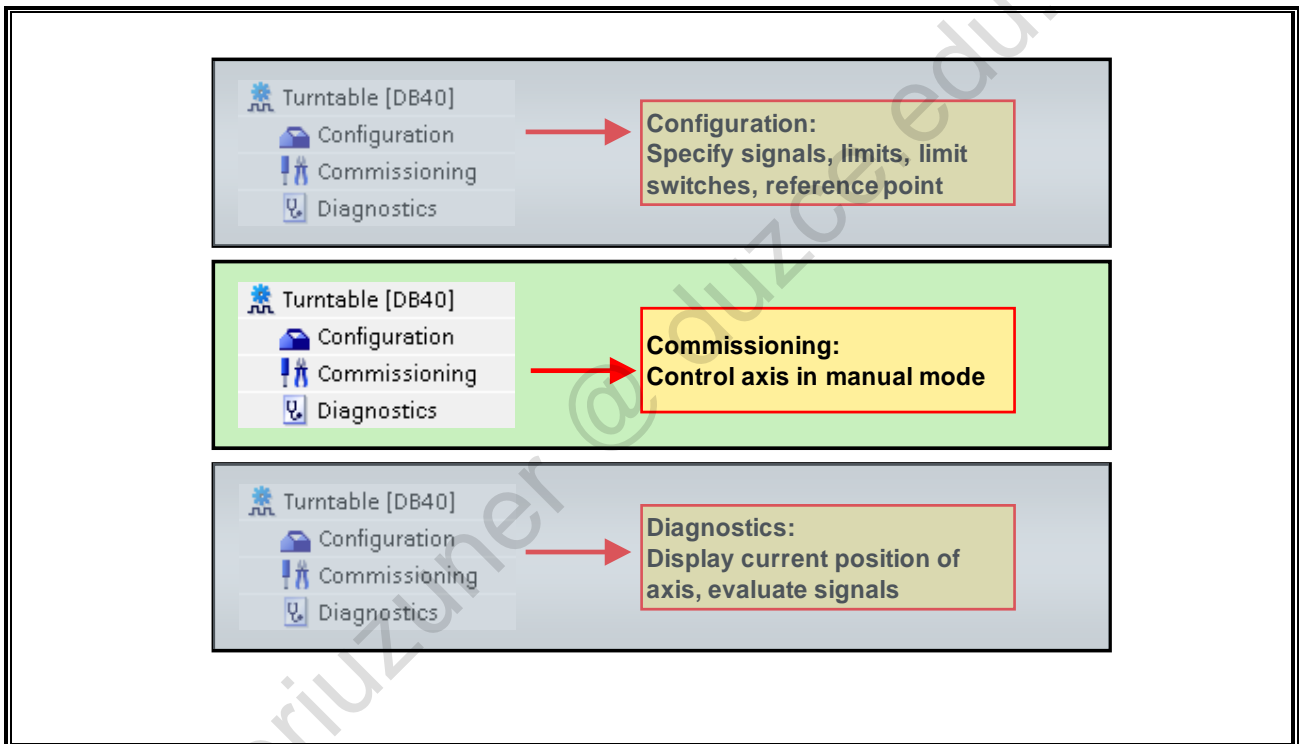 Turntable [DB40]
Configuration
Commissioning
Diagnostics
Configuration:
Specify signals, limits, limit
switches, reference point
Turntable [DB40]
Configuration
Commissioning
Diagnostics
Commissioning:
Control axis in manual mode
Turntable [DB40]
Configuration
Commissioning
Diagnostics
Diagnostics:
Display current position of
axis, evaluate signals